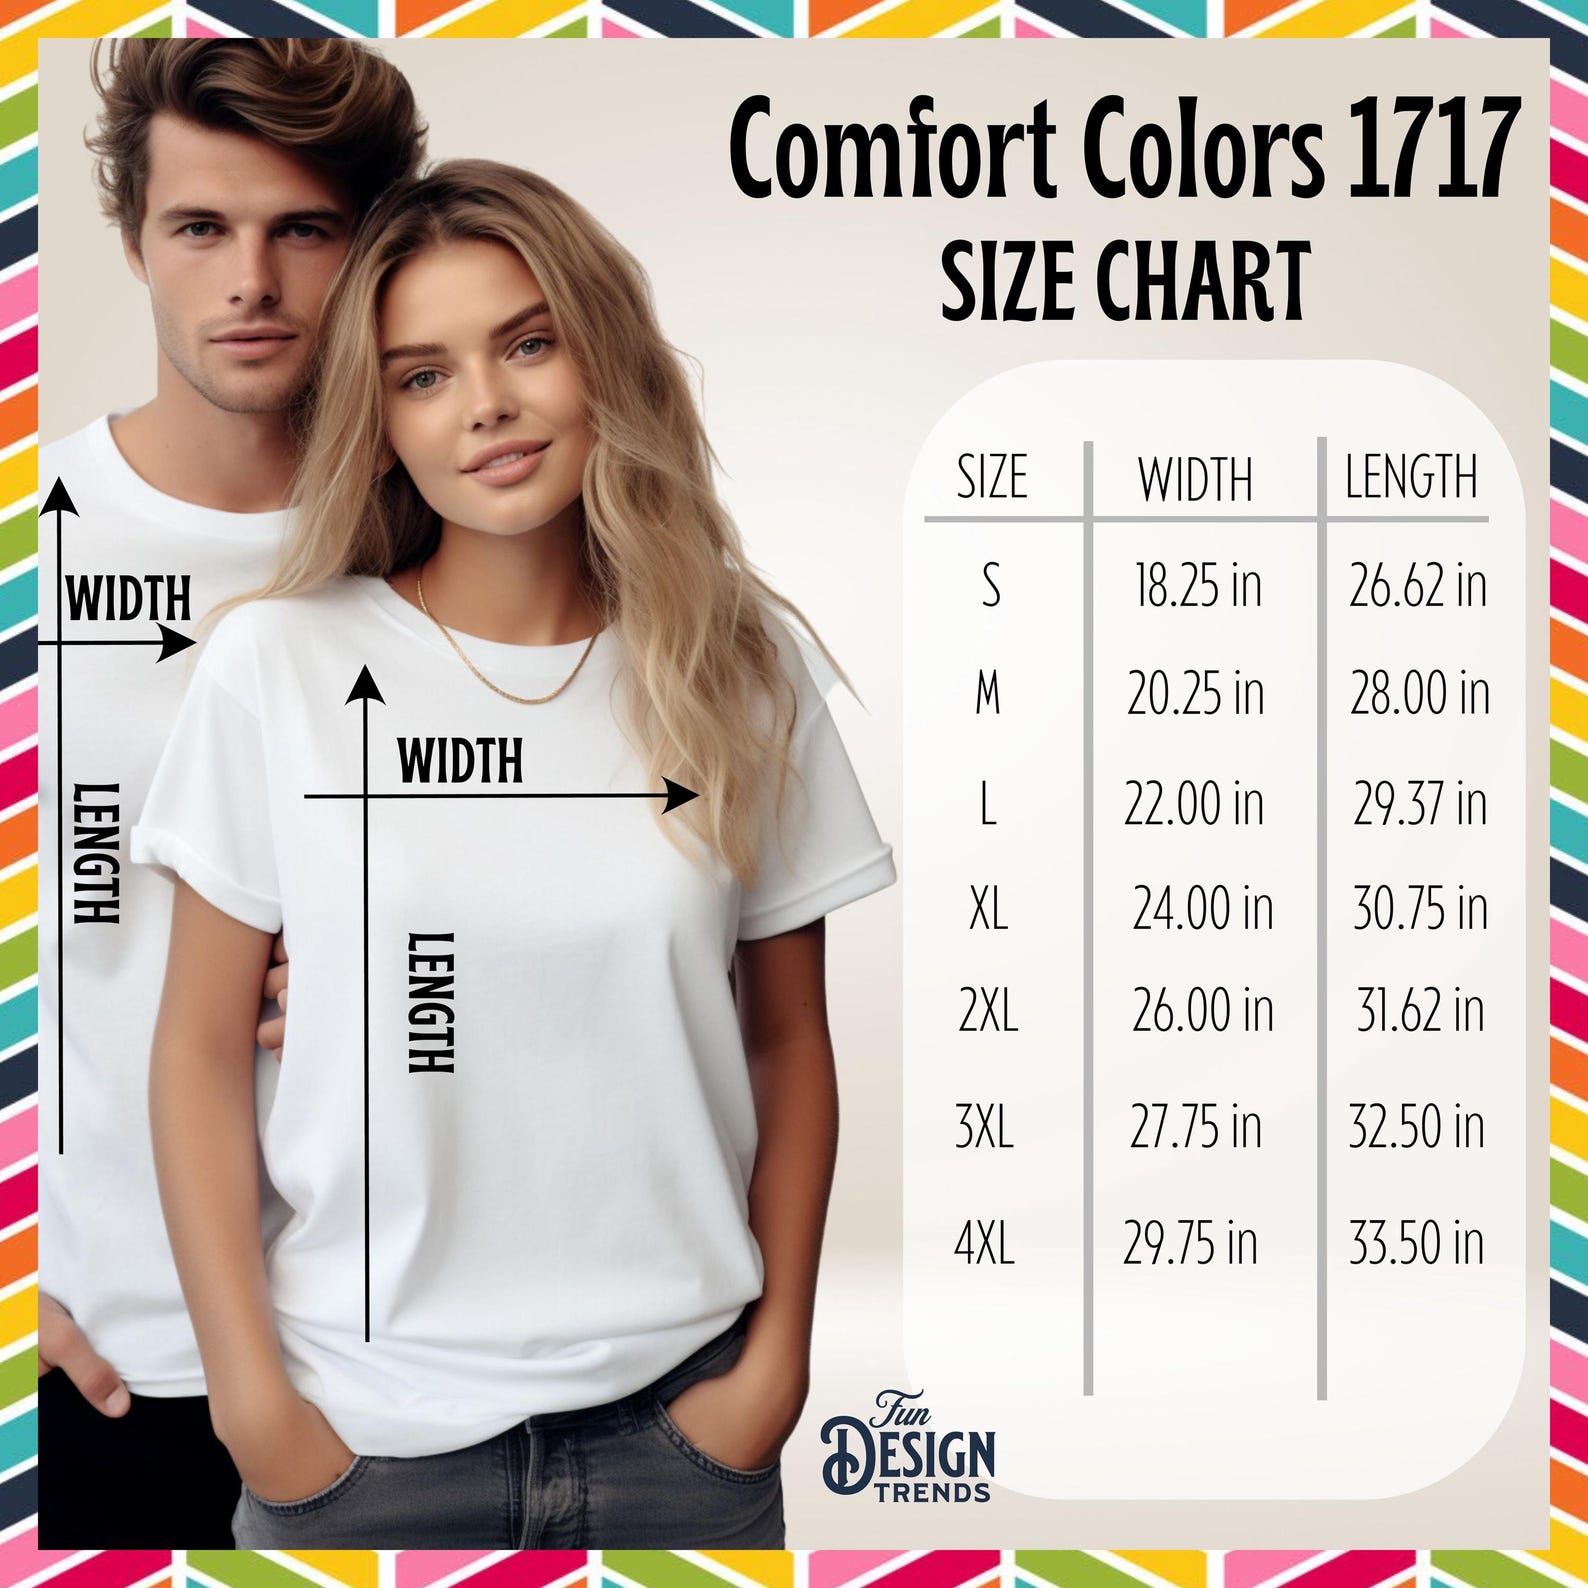 Comfort Colors 1717
SIZE CHART
SIZE WIDTH LENGTH
S 18.25 in 26.62 in
M 20.25 in 28.00 in
L 22.00 in 29.37 in
XL 24.00 in 30.75 in
2XL 26.00 in 31.62 in
3XL 27.75 in 32.50 in
4XL 29.75 in 33.50 in
WIDTH
LENGTH
WIDTH
LENGTH
Fun
DESIGN
TRENDS